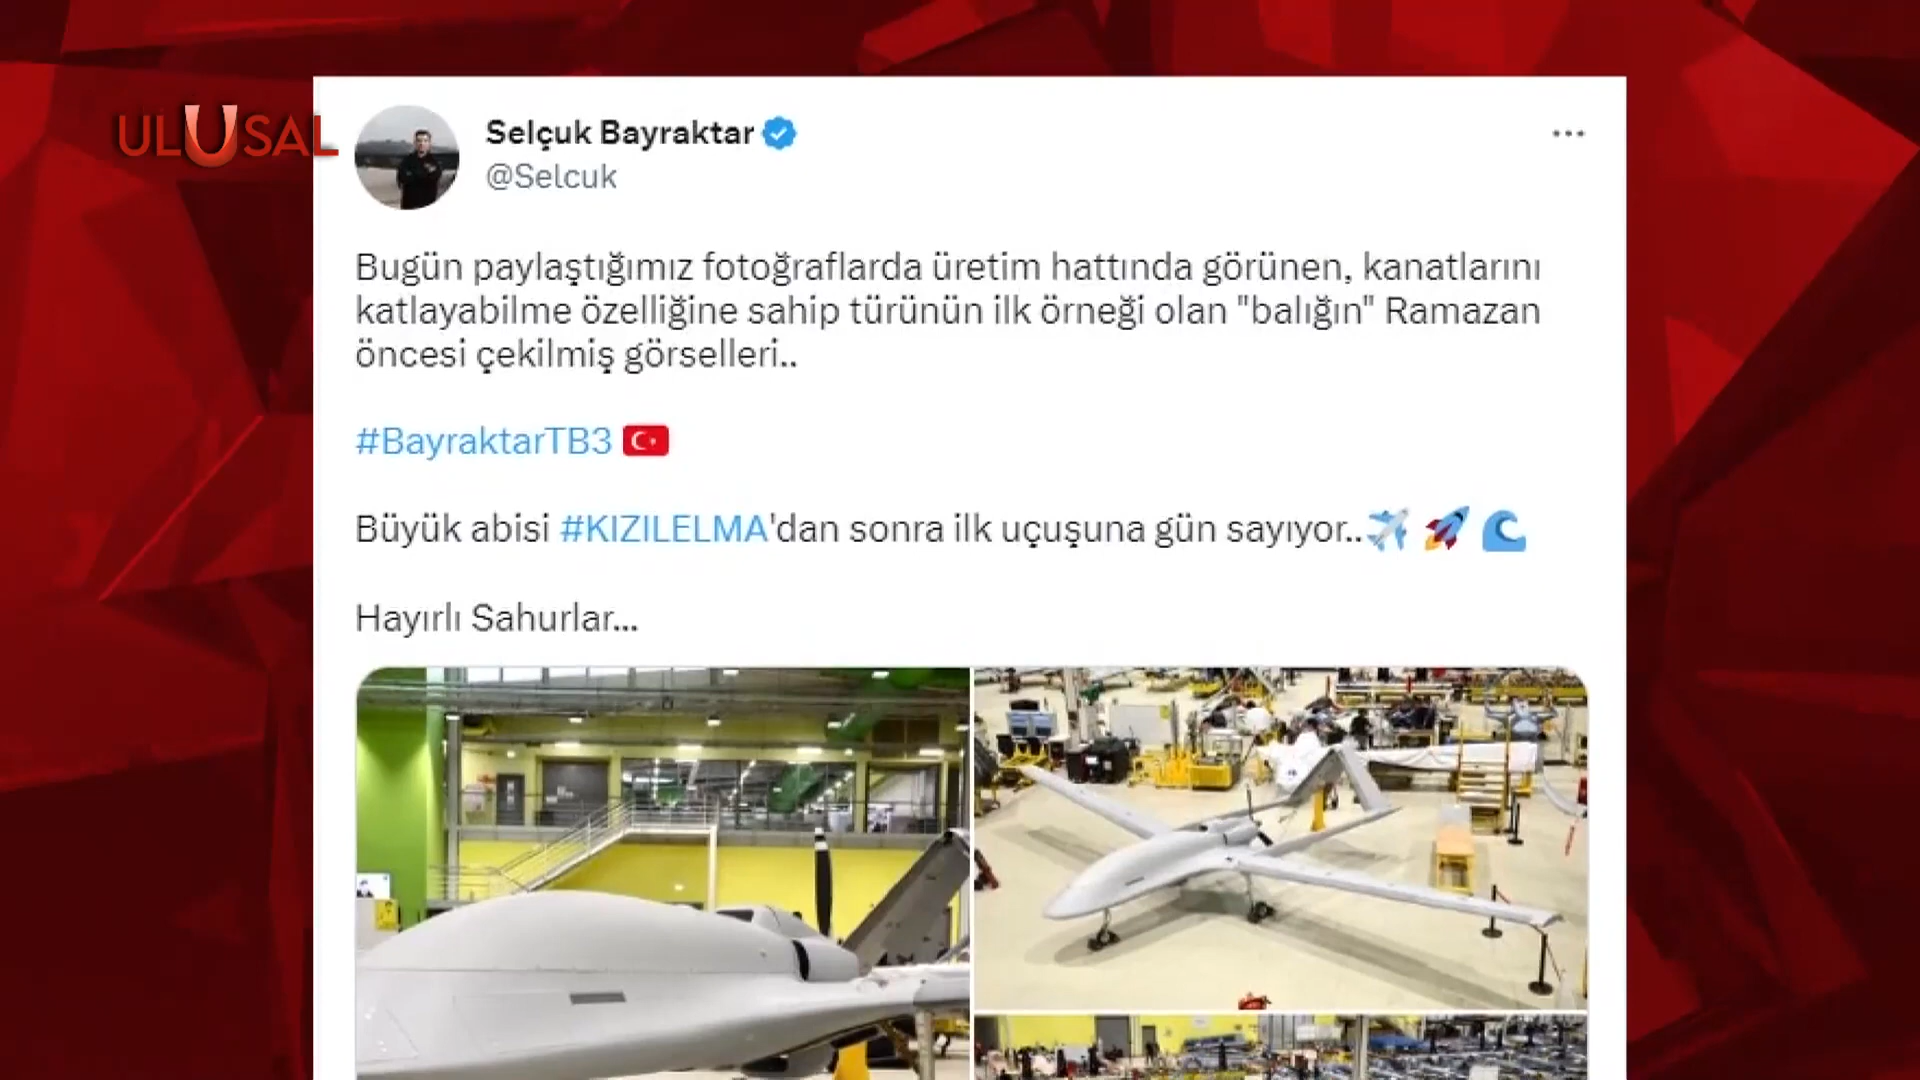 ULUSAL
Selçuk Bayraktar
@Selcuk
Bugün paylaştığımız fotoğraflarda üretim hattında görünen, kanatlarını
katlayabilme özelliğine sahip türünün ilk örneği olan "balığın" Ramazan
öncesi çekilmiş görselleri..
#BayraktarTB3 🇹🇷
Büyük abisi #KIZILELMA'dan sonra ilk uçuşuna gün sayıyor..✈️ 🚀 🌊
Hayırlı Sahurlar...